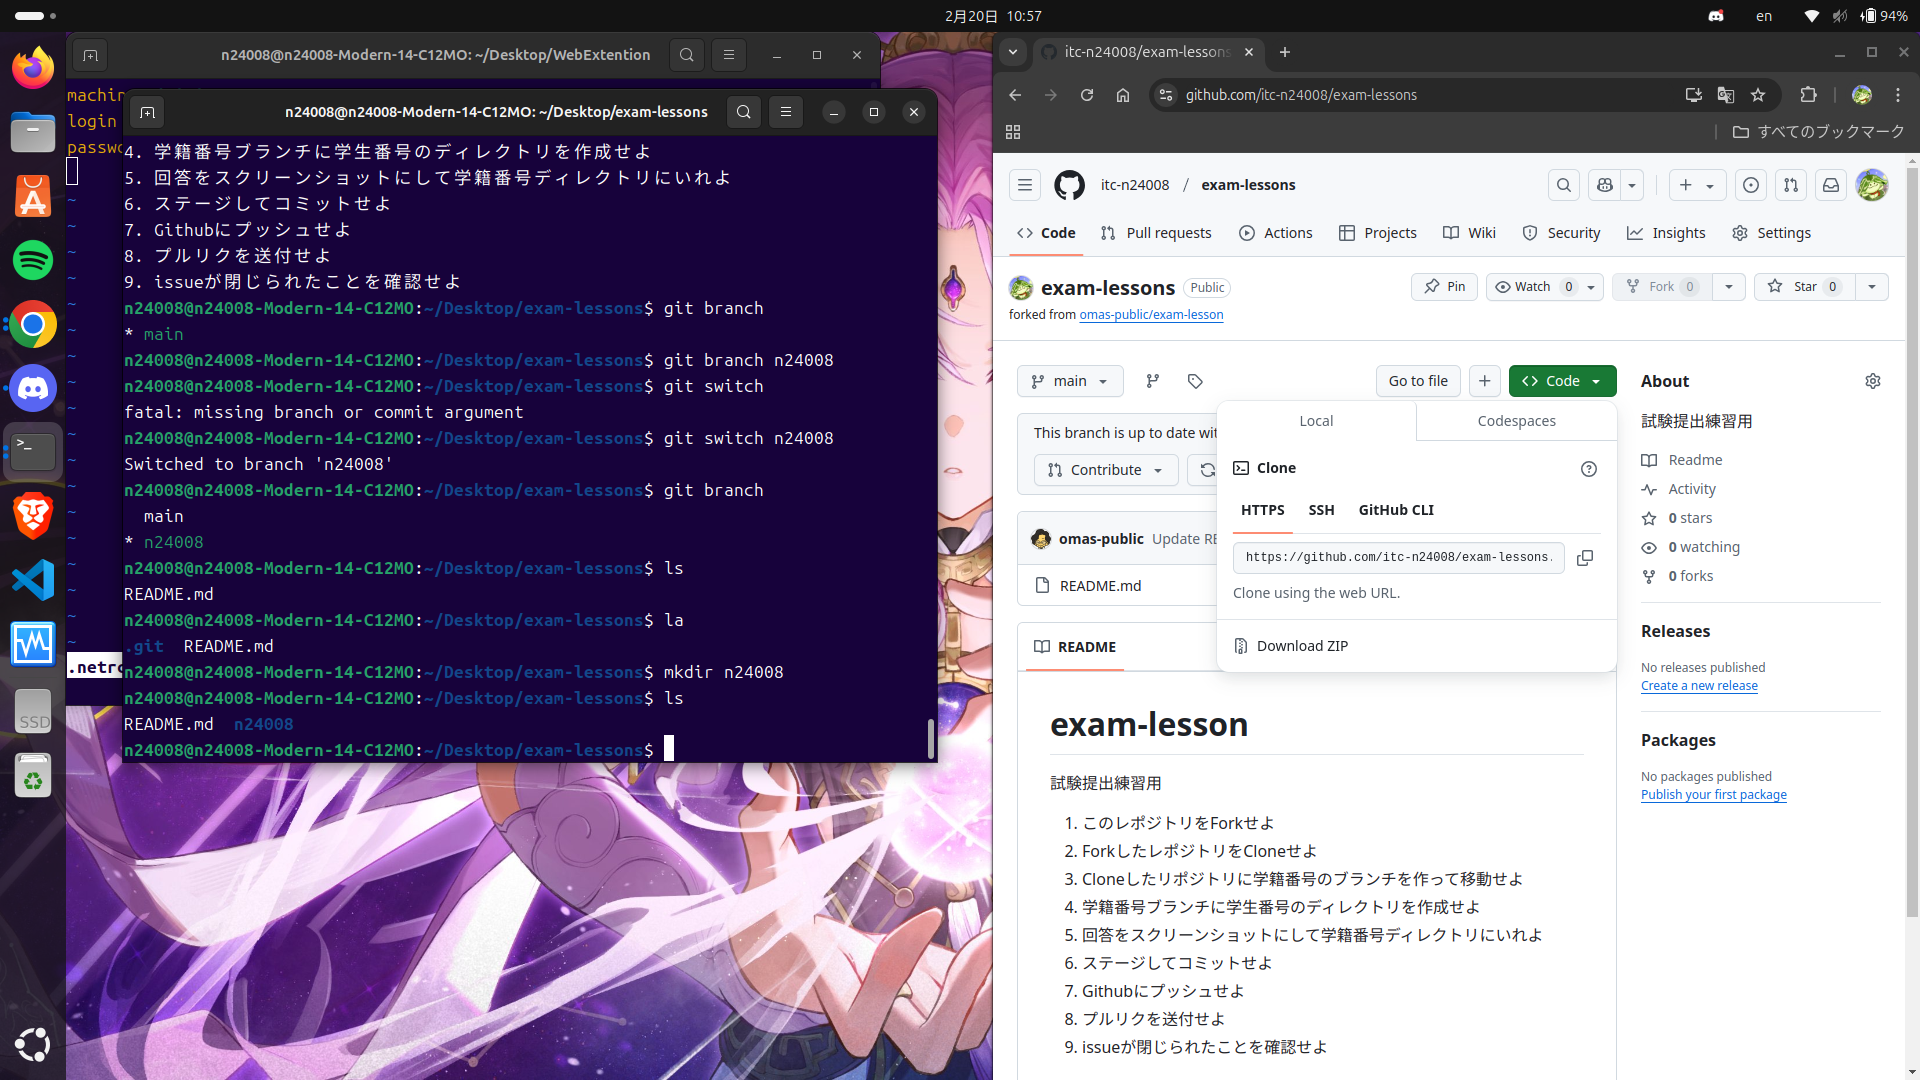 2月20日 10:57
en
94%
n24008@n24008-Modern-14-C12MO: ~/Desktop/WebExtention
machin
login
passwo
.netrc
n24008@n24008-Modern-14-C12MO: ~/Desktop/exam-lessons
4. 学籍番号ブランチに学生番号のディレクトリを作成せよ
5. 回答をスクリーンショットにして学籍番号ディレクトリにいれよ
6. ステージしてコミットせよ
7. Githubにプッシュせよ
8. プルリクを送付せよ
9. issueが閉じられたことを確認せよ
n24008@n24008-Modern-14-C12MO:~/Desktop/exam-lessons$ git branch
* main
n24008@n24008-Modern-14-C12MO:~/Desktop/exam-lessons$ git branch n24008
n24008@n24008-Modern-14-C12MO:~/Desktop/exam-lessons$ git switch
fatal: missing branch or commit argument
n24008@n24008-Modern-14-C12MO:~/Desktop/exam-lessons$ git switch n24008
Switched to branch 'n24008'
n24008@n24008-Modern-14-C12MO:~/Desktop/exam-lessons$ git branch
main
* n24008
n24008@n24008-Modern-14-C12MO:~/Desktop/exam-lessons$ ls
README.md
n24008@n24008-Modern-14-C12MO:~/Desktop/exam-lessons$ la
.git README.md
n24008@n24008-Modern-14-C12MO:~/Desktop/exam-lessons$ mkdir n24008
n24008@n24008-Modern-14-C12MO:~/Desktop/exam-lessons$ ls
README.md n24008
n24008@n24008-Modern-14-C12MO:~/Desktop/exam-lessons$
SSD
itc-n24008/exam-lessons
github.com/itc-n24008/exam-lessons
すべてのブックマーク
itc-n24008 / exam-lessons
Code Pull requests Actions Projects Wiki Security Insights Settings
exam-lessons Public
Pin Watch 0 Fork 0 Star 0
forked from omas-public/exam-lesson
main Go to file Code
This branch is up to date wit
Contribute
omas-public Update RE
README.md
README
Local Codespaces
Clone
HTTPS SSH GitHub CLI
https://github.com/itc-n24008/exam-lessons.
Clone using the web URL.
Download ZIP
exam-lesson
試験提出練習用
1. このレポジトリをForkせよ
2. ForkしたレポジトリをCloneせよ
3. Cloneしたリポジトリに学籍番号のブランチを作って移動せよ
4. 学籍番号ブランチに学生番号のディレクトリを作成せよ
5. 回答をスクリーンショットにして学籍番号ディレクトリにいれよ
6. ステージしてコミットせよ
7. Githubにプッシュせよ
8. プルリクを送付せよ
9. issueが閉じられたことを確認せよ
About
試験提出練習用
Readme
Activity
0 stars
0 watching
0 forks
Releases
No releases published
Create a new release
Packages
No packages published
Publish your first package